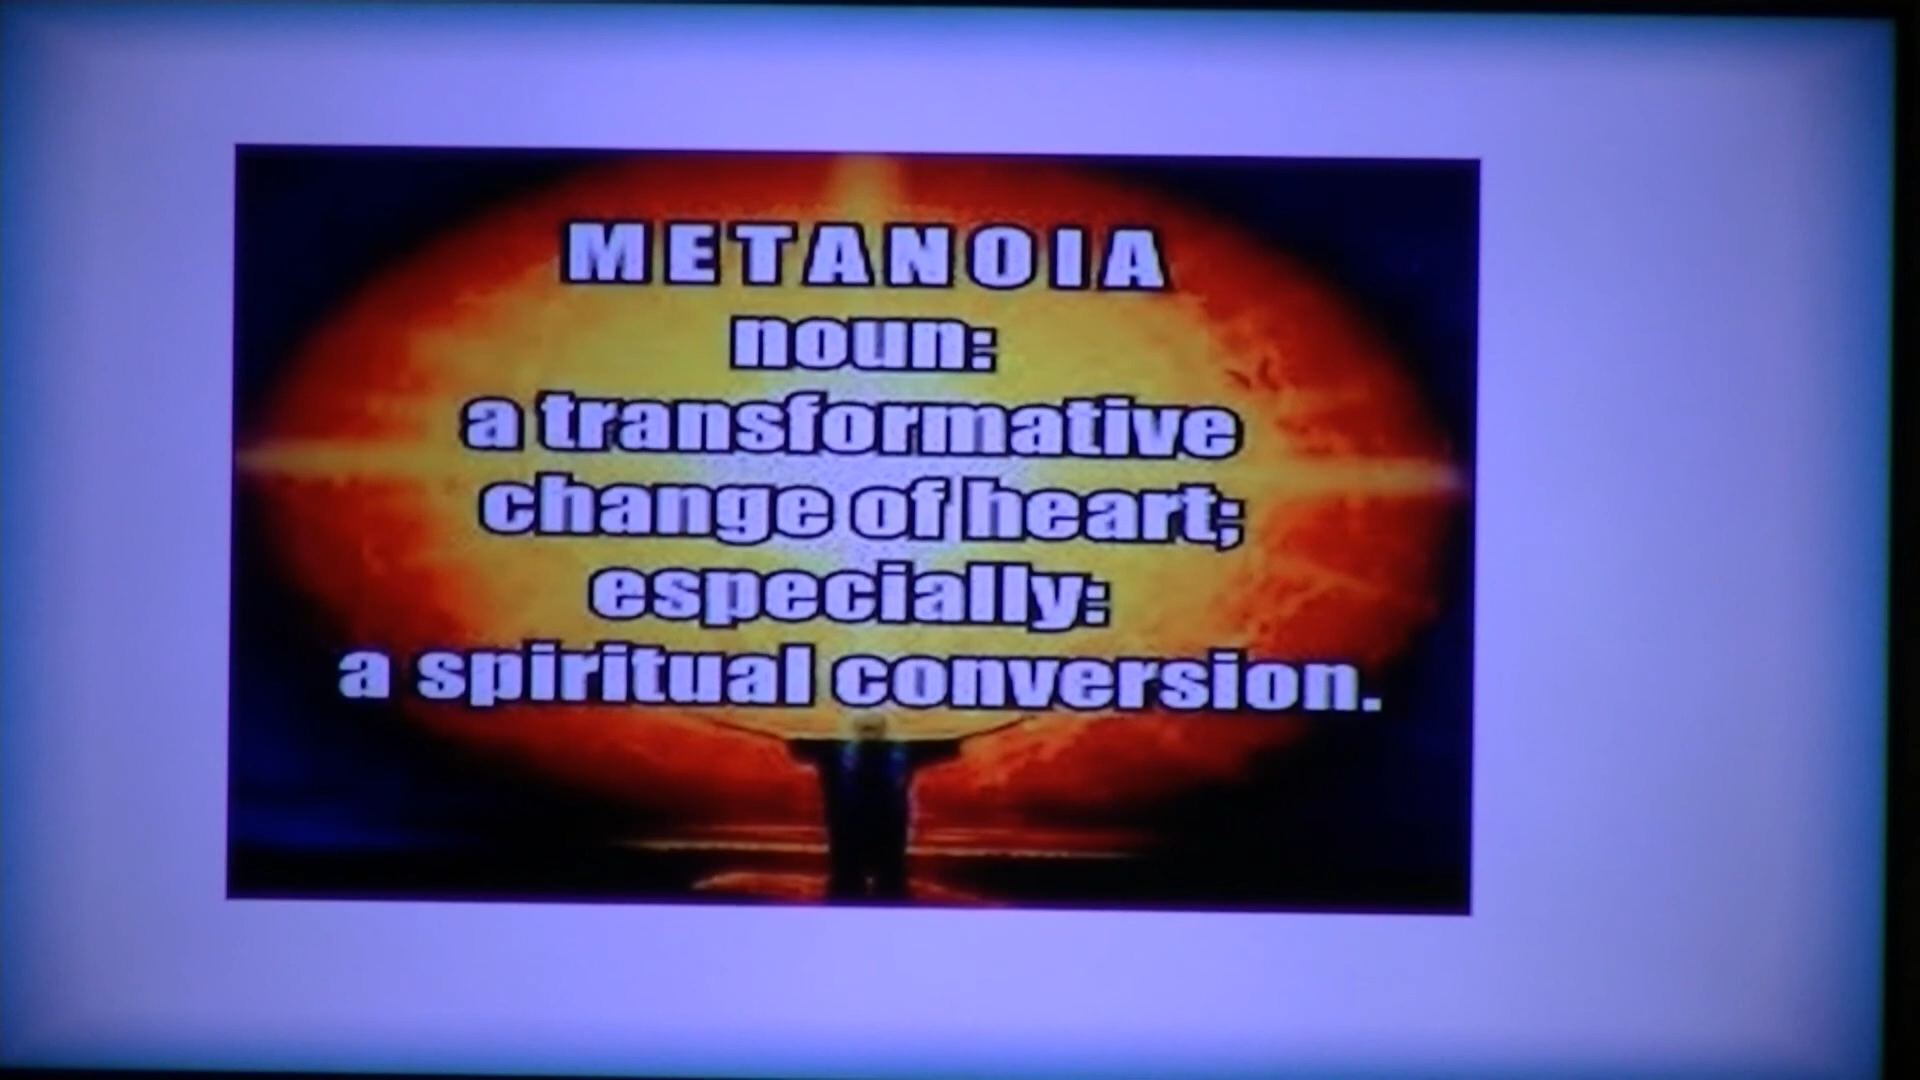 METANOIA
noun:
a transformative
change of heart;
especially:
a spiritual conversion.